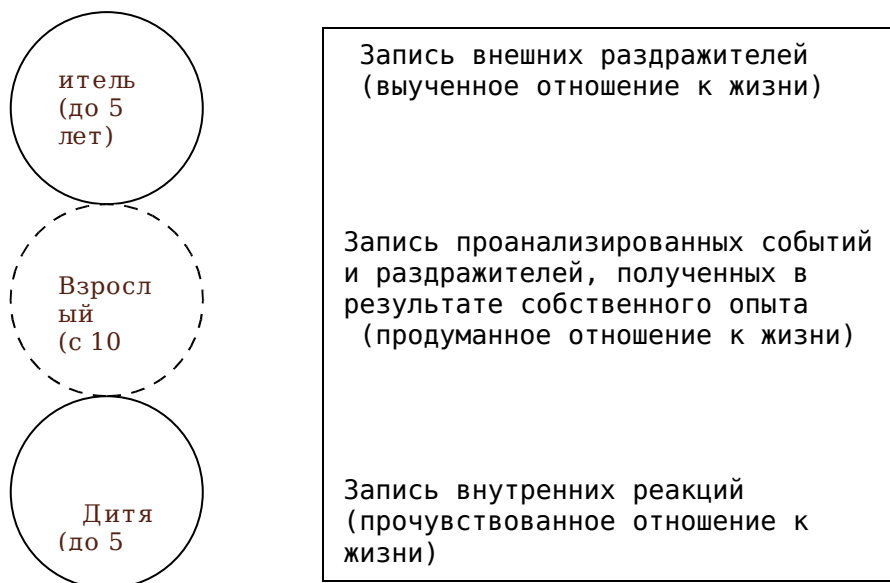 итель
(до 5
лет)
Запись внешних раздражителей
(выученное отношение к жизни)
Взросл
ый
(с 10
Запись проанализированных событий
и раздражителей, полученных в
результате собственного опыта
(продуманное отношение к жизни)
Дитя
(до 5
Запись внутренних реакций
(прочувствованное отношение к
жизни)